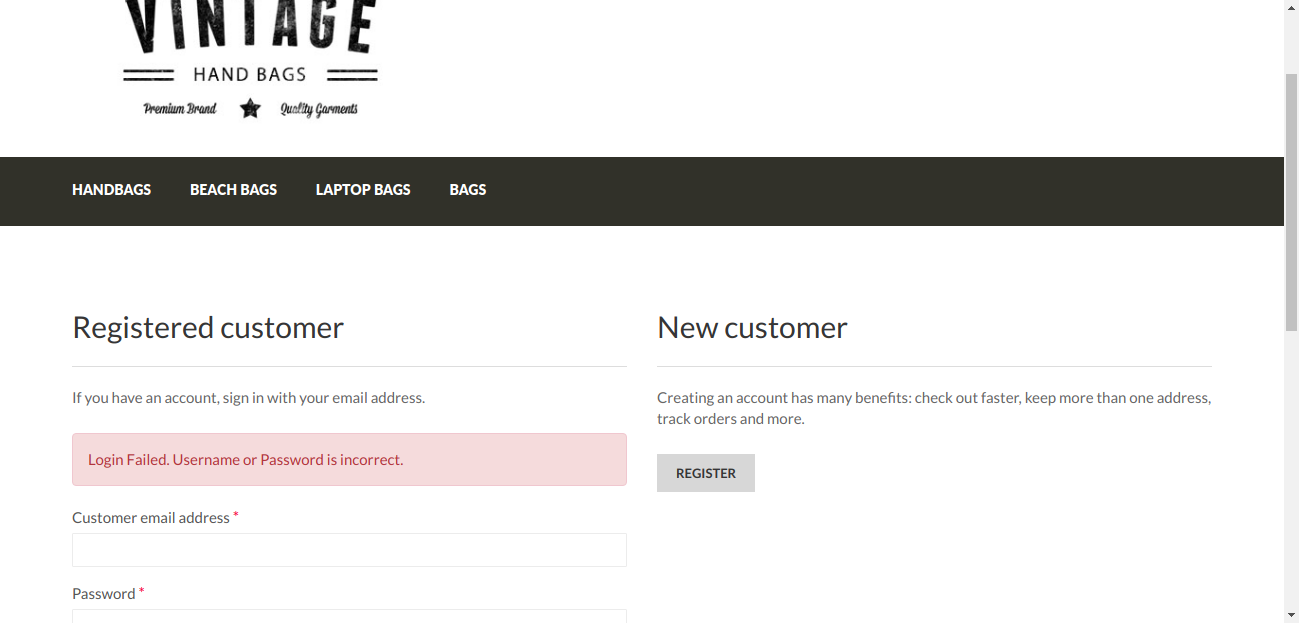 VINTAGE
HAND BAGS
Premium Brand ★ Quality Garments
HANDBAGS BEACH BAGS LAPTOP BAGS BAGS
Registered customer
New customer
If you have an account, sign in with your email address.
Creating an account has many benefits: check out faster, keep more than one address,
track orders and more.
Login Failed. Username or Password is incorrect.
REGISTER
Customer email address *
Password *